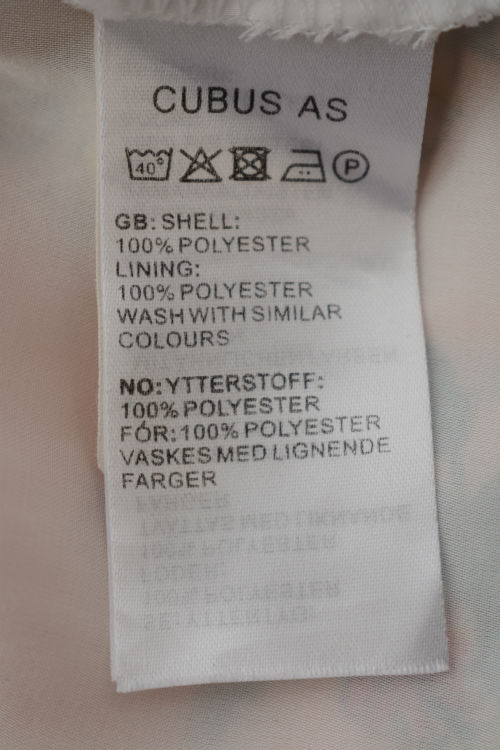 CUBUS AS
40° P
GB: SHELL:
100% POLYESTER
LINING:
100% POLYESTER
WASH WITH SIMILAR
COLOURS
NO: YTTERSTOFF:
100% POLYESTER
FÓR: 100% POLYESTER
VASKES MED LIGNENDE
FARGER